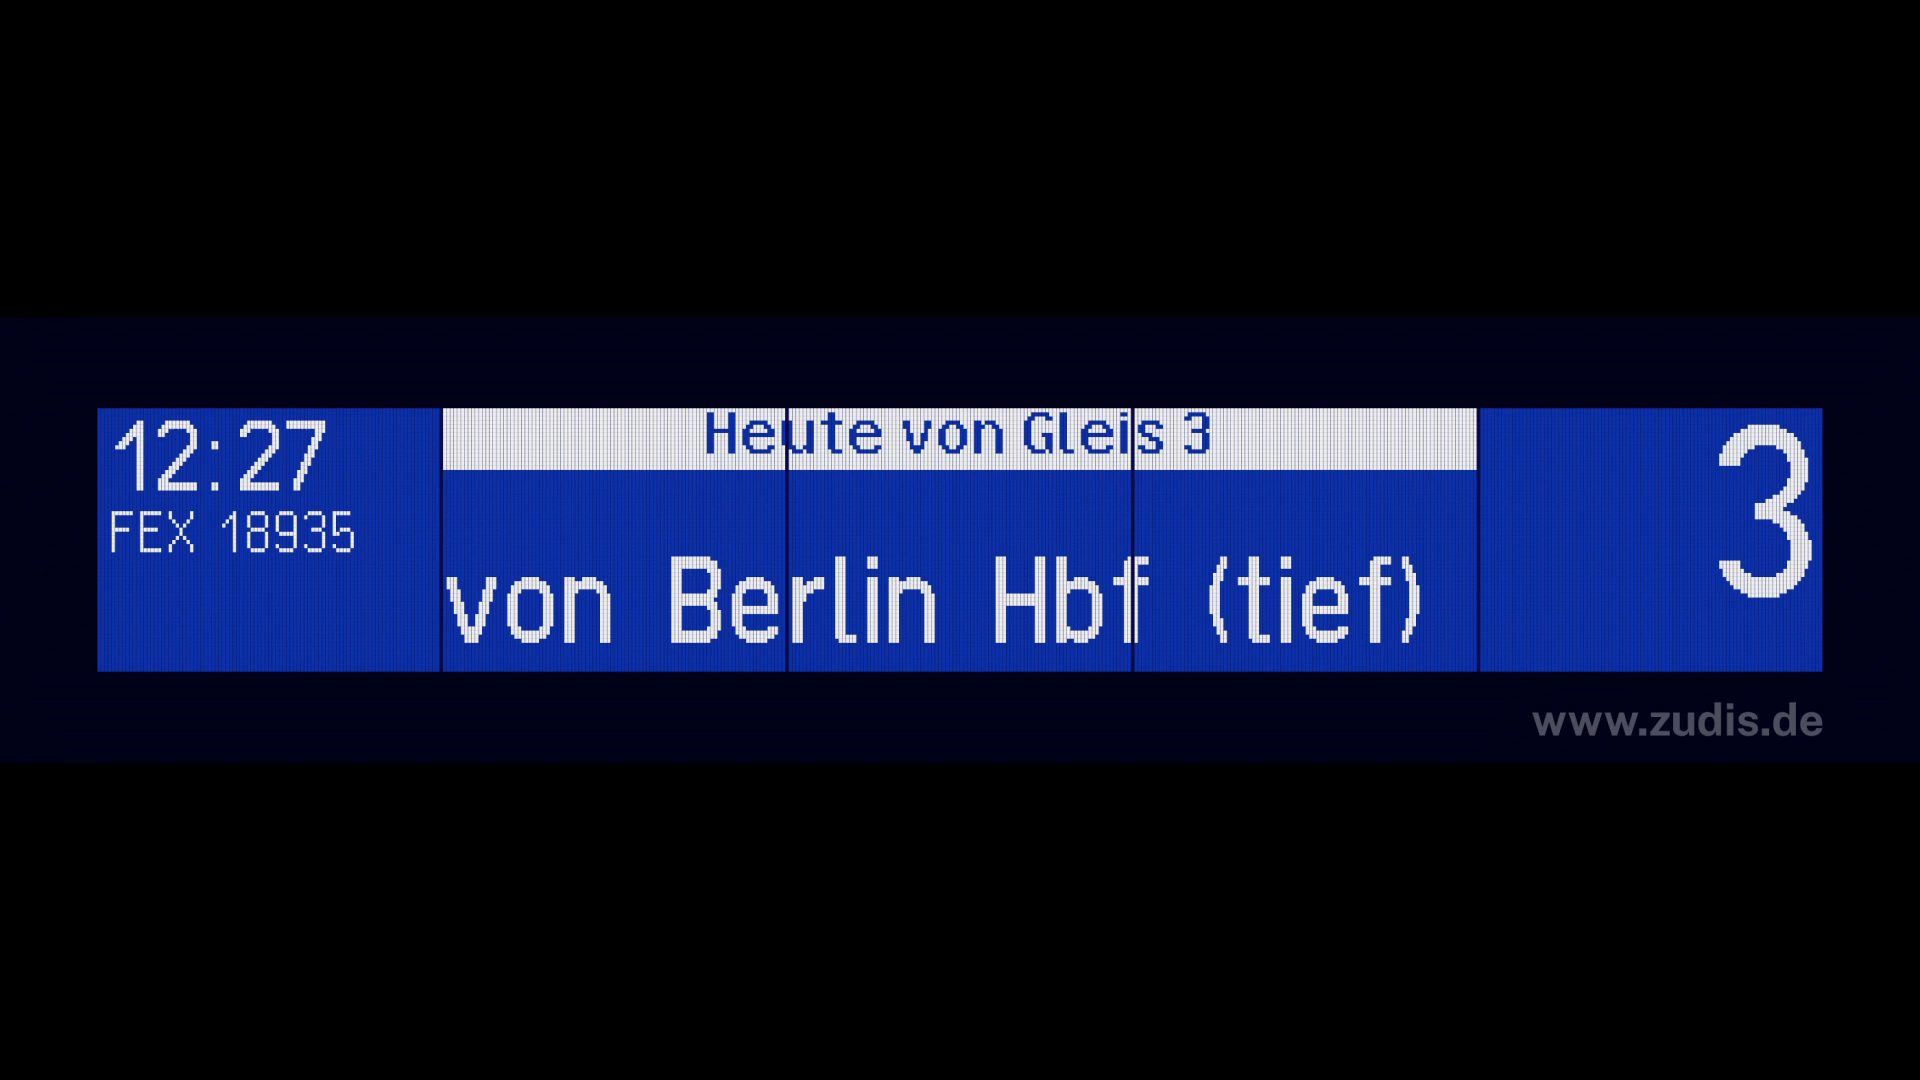 12:27
Heute von Gleis 3
3
FEX 18935
von Berlin Hbf (tief)
www.zudis.de